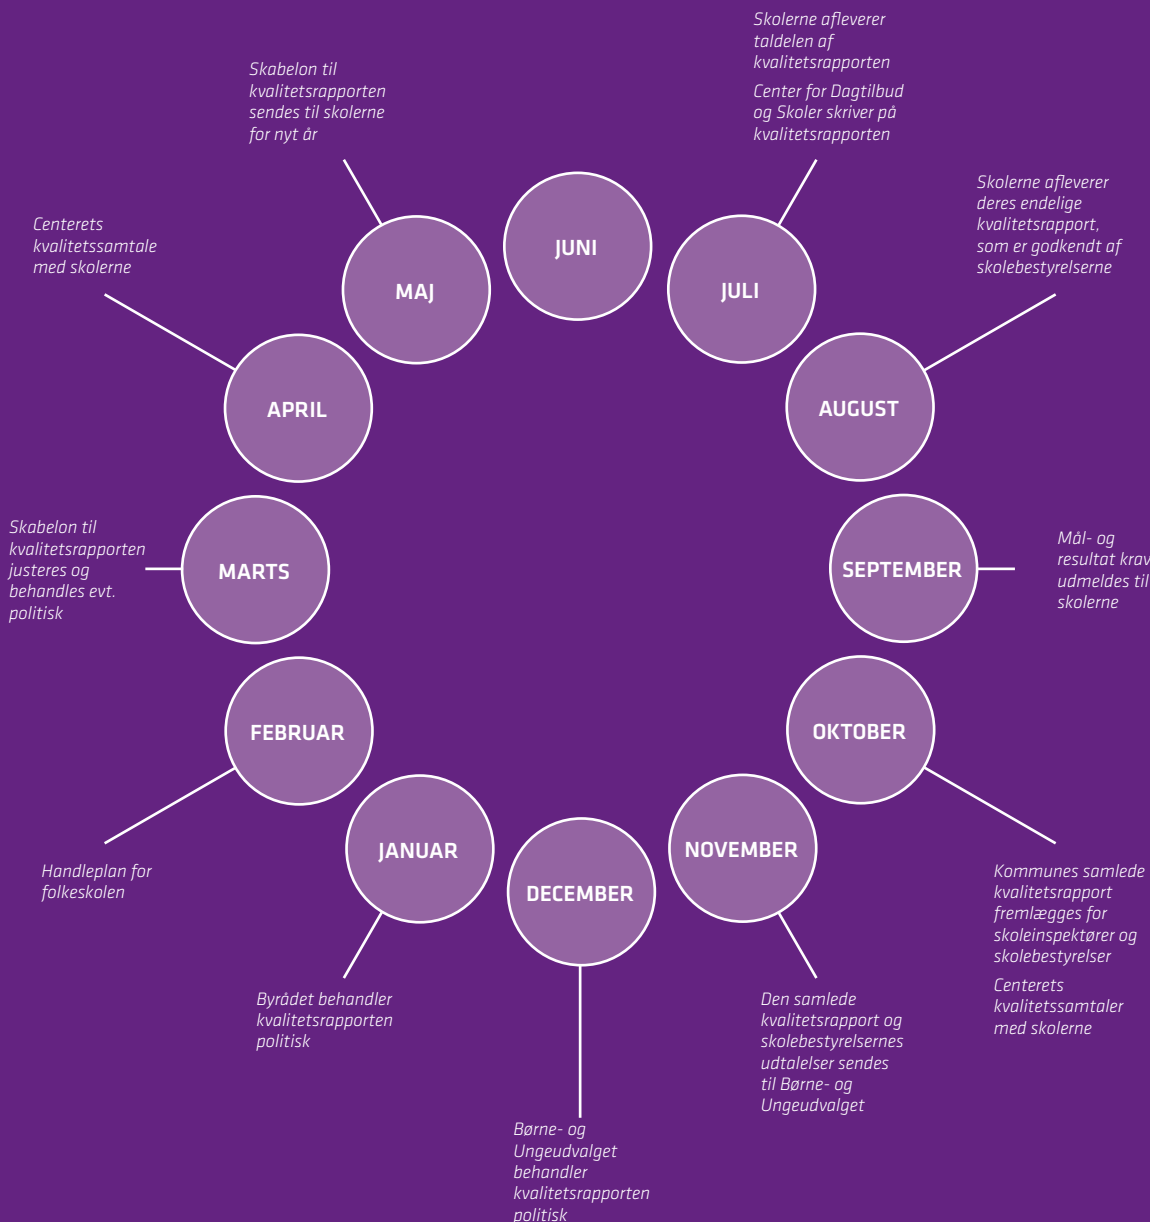 Skolerne afleverer
taldelen af
kvalitetsrapporten
Center for Dagtilbud
og Skoler skriver på
kvalitetsrapporten
Skabelon til
kvalitetsrapporten
sendes til skolerne
for nyt år
Skolerne afleverer
deres endelige
kvalitetsrapport,
som er godkendt af
skolebestyrelserne
Centerets
kvalitetssamtale
med skolerne
JUNI
MAJ
JULI
APRIL
AUGUST
Skabelon til
kvalitetsrapporten
justeres og
behandles evt.
politisk
MARTS
SEPTEMBER
Mål- og
resultat krav
udmeldes til
skolerne
FEBRUAR
OKTOBER
JANUAR
NOVEMBER
DECEMBER
Handleplan for
folkeskolen
Kommunes samlede
kvalitetsrapport
fremlægges for
skoleinspektører og
skolebestyrelser
Centerets
kvalitetssamtaler
med skolerne
Byrådet behandler
kvalitetsrapporten
politisk
Den samlede
kvalitetsrapport og
skolebestyrelsernes
udtalelser sendes
til Børne- og
Ungeudvalget
Børne- og
Ungeudvalget
behandler
kvalitetsrapporten
politisk